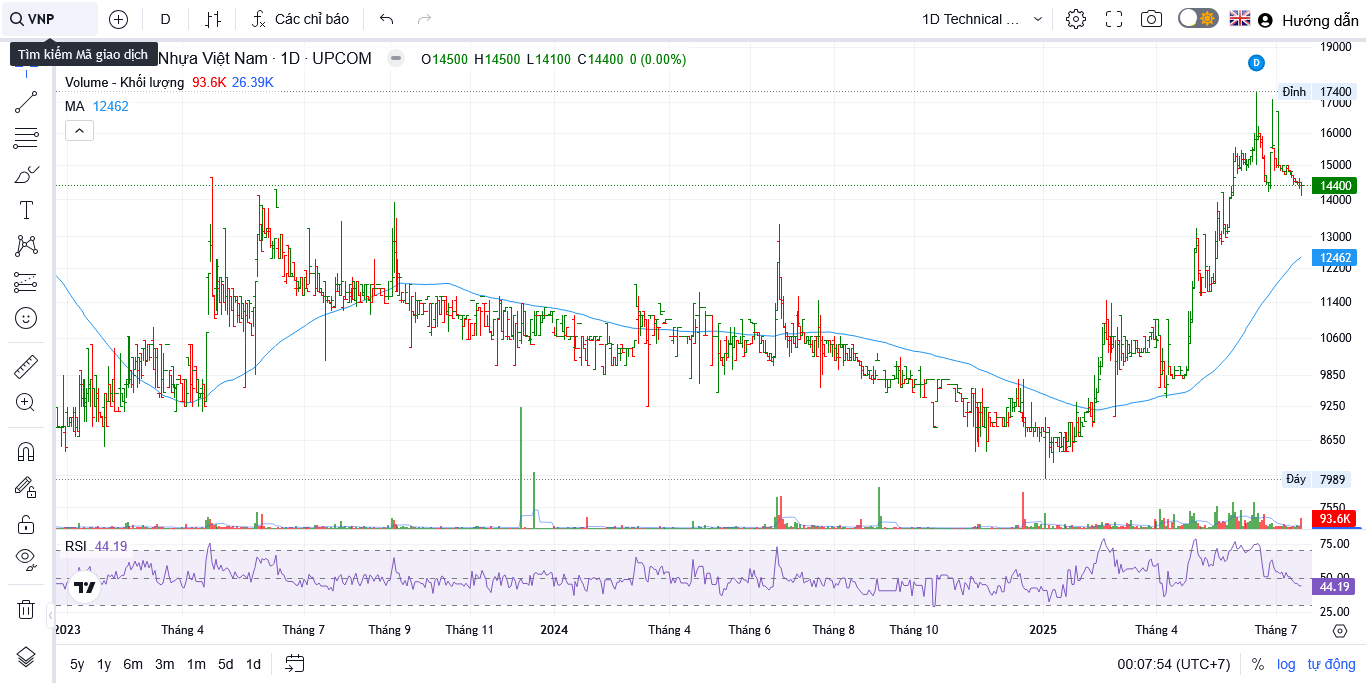 VNP D Các chỉ báo 1D Technical ... Hướng dẫn
Tìm kiếm Mã giao dịch
Nhựa Việt Nam · 1D · UPCOM O14500 H14500 L14100 C14400 0 (0.00%)
Volume - Khối lượng 93.6K 26.39K
MA 12462
D
19000
Đỉnh 17400
17000
16000
15000
14400
14000
13000
12462
12200
11400
10600
9850
9250
8650
Đáy 7989
7550
93.6K
RSI 44.19
75.00
50.00
44.19
25.00
2023 Tháng 4 Tháng 7 Tháng 9 Tháng 11 2024 Tháng 4 Tháng 6 Tháng 8 Tháng 10 2025 Tháng 4 Tháng 7
5y 1y 6m 3m 1m 5d 1d 00:07:54 (UTC+7) % log tự động